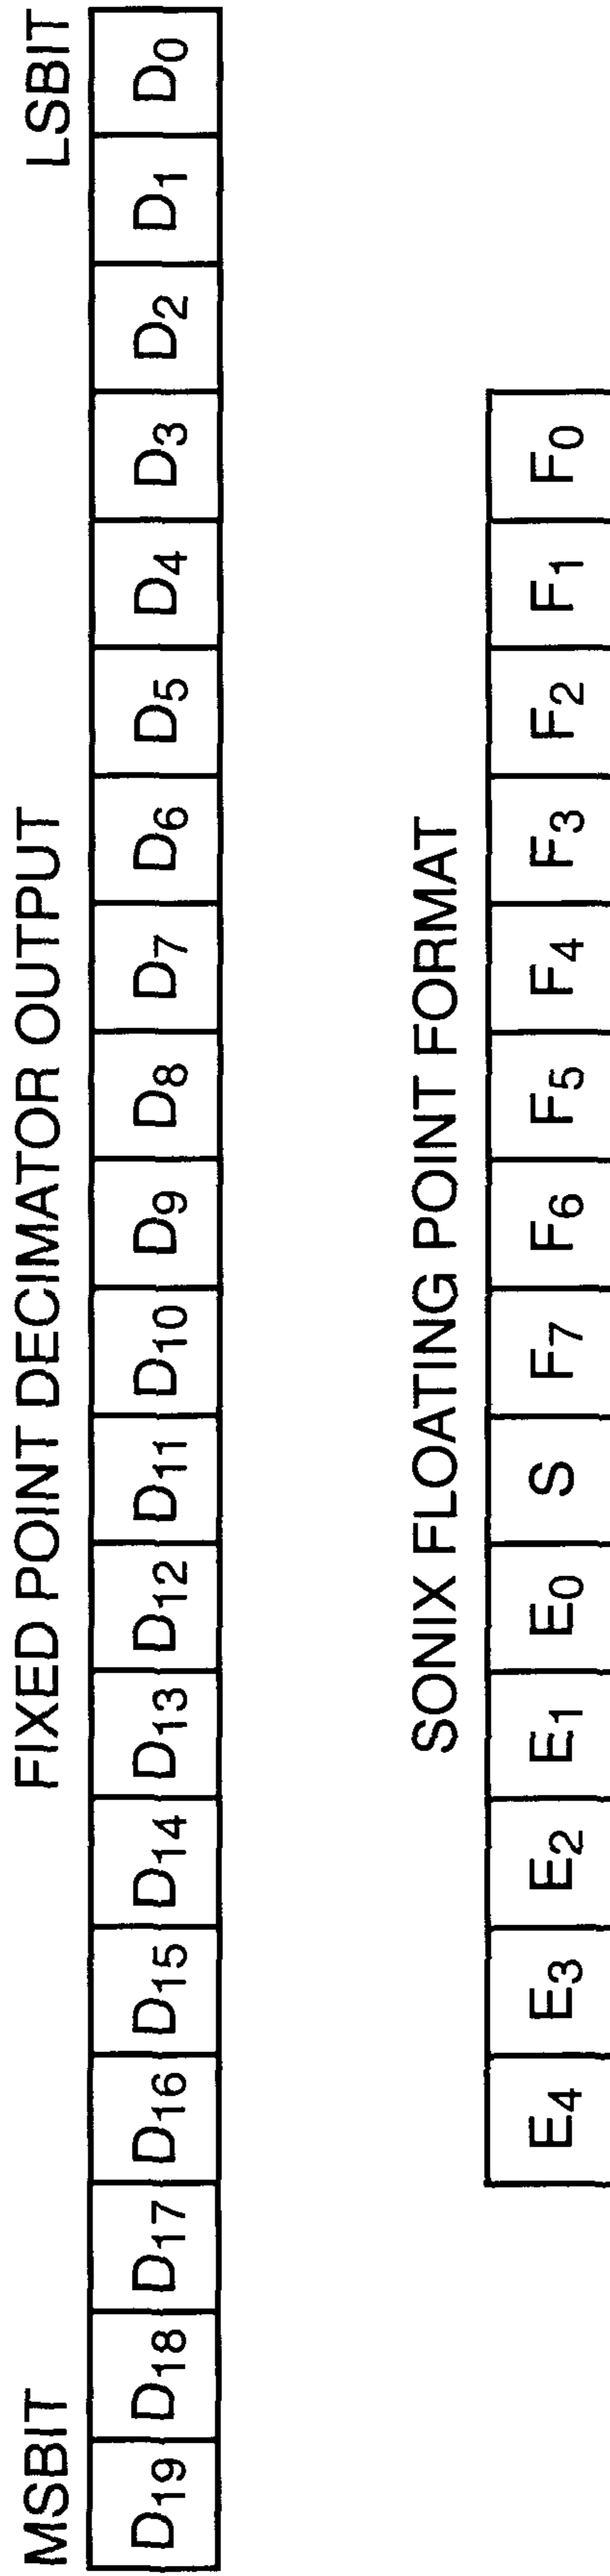 FIXED POINT DECIMATOR OUTPUT
MSBIT LSBIT
D19 D18 D17 D16 D15 D14 D13 D12 D11 D10 D9 D8 D7 D6 D5 D4 D3 D2 D1 D0
SONIX FLOATING POINT FORMAT
E4 E3 E2 E1 E0 S F7 F6 F5 F4 F3 F2 F1 F0